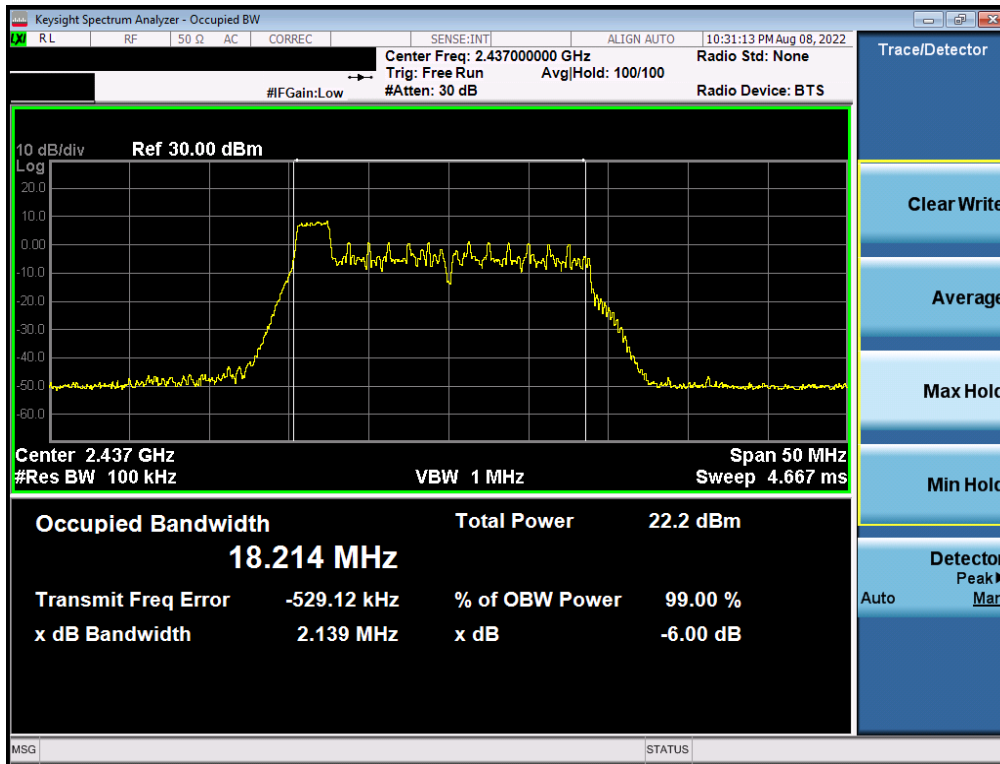 Keysight Spectrum Analyzer - Occupied BW
LXI RL RF 50 Ω AC CORREC SENSE:INT ALIGN AUTO 10:31:13 PM Aug 08, 2022
Center Freq: 2.437000000 GHz Radio Std: None
Trig: Free Run Avg|Hold: 100/100
#IFGain:Low #Atten: 30 dB Radio Device: BTS
Trace/Detector
10 dB/div Ref 30.00 dBm
Log
20.0
10.0
0.00
-10.0
-20.0
-30.0
-40.0
-50.0
-60.0
Center 2.437 GHz Span 50 MHz
#Res BW 100 kHz VBW 1 MHz Sweep 4.667 ms
Clear Write
Average
Max Hold
Min Hold
Detector
Peak
Auto Man
Occupied Bandwidth Total Power 22.2 dBm
18.214 MHz
Transmit Freq Error -529.12 kHz % of OBW Power 99.00 %
x dB Bandwidth 2.139 MHz x dB -6.00 dB
MSG STATUS